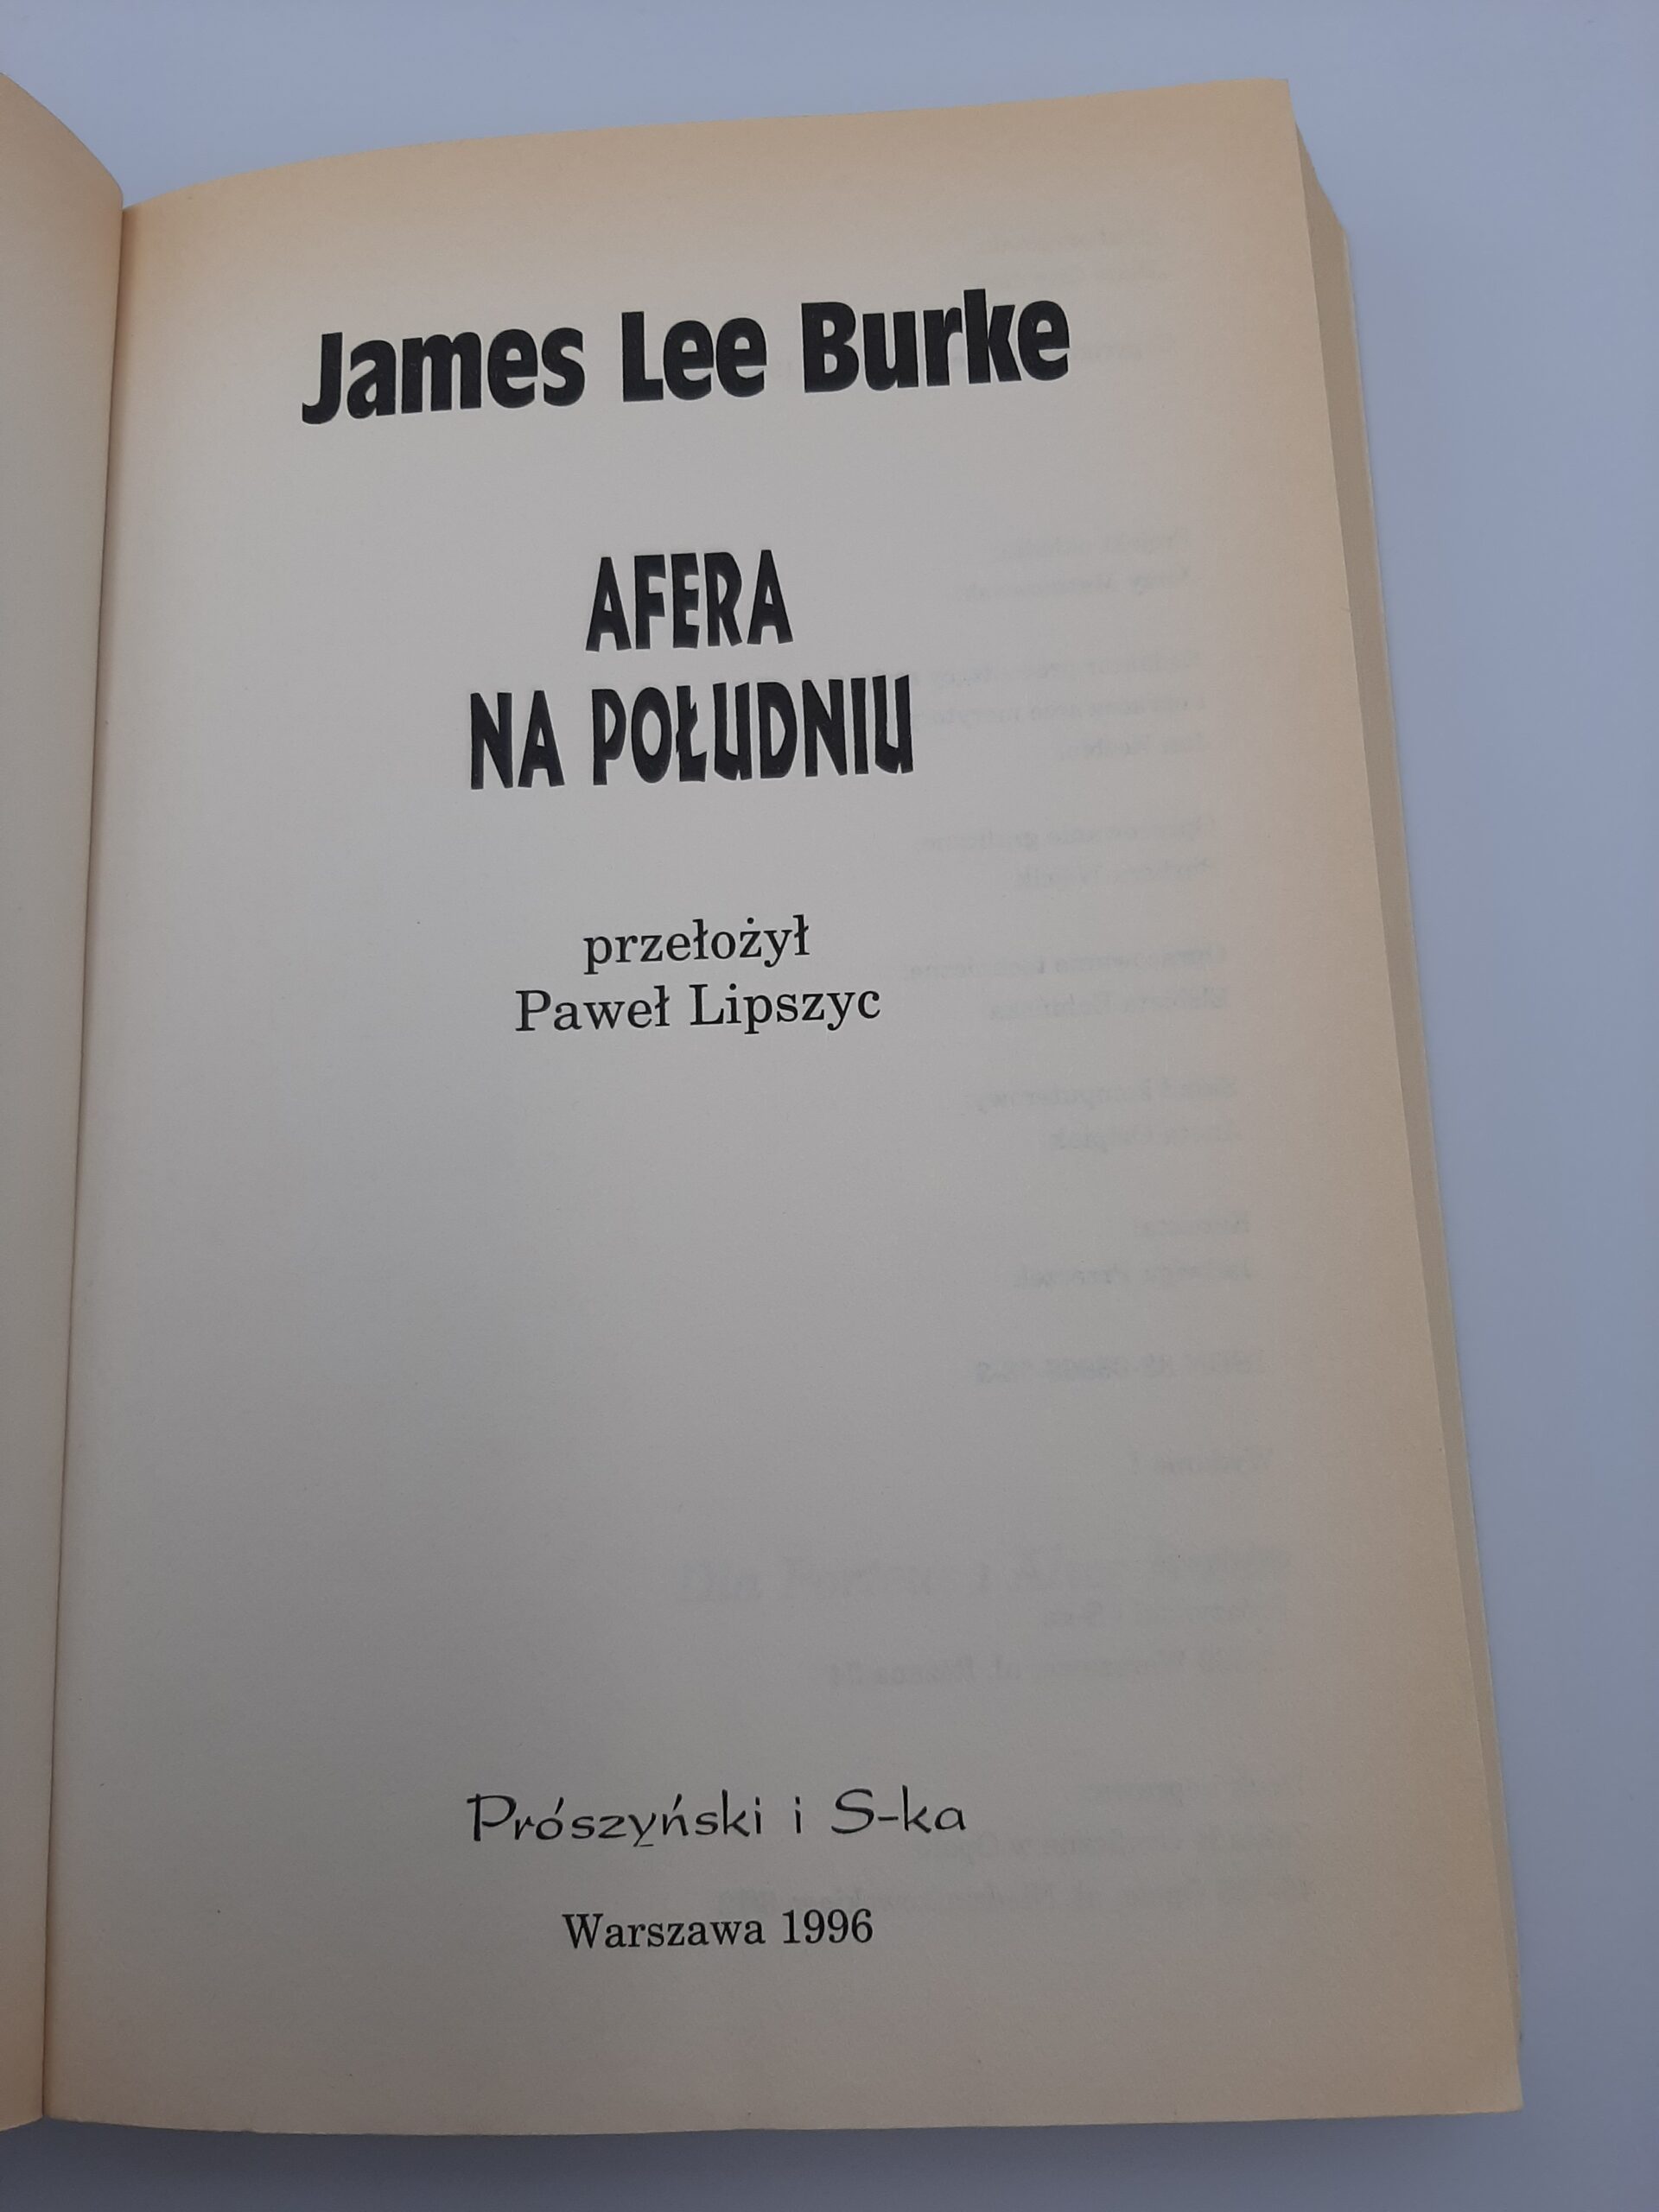 James Lee Burke
AFERA
NA POŁUDNIU
przełożył
Paweł Lipszyc
Prószyński i S-ka
Warszawa 1996